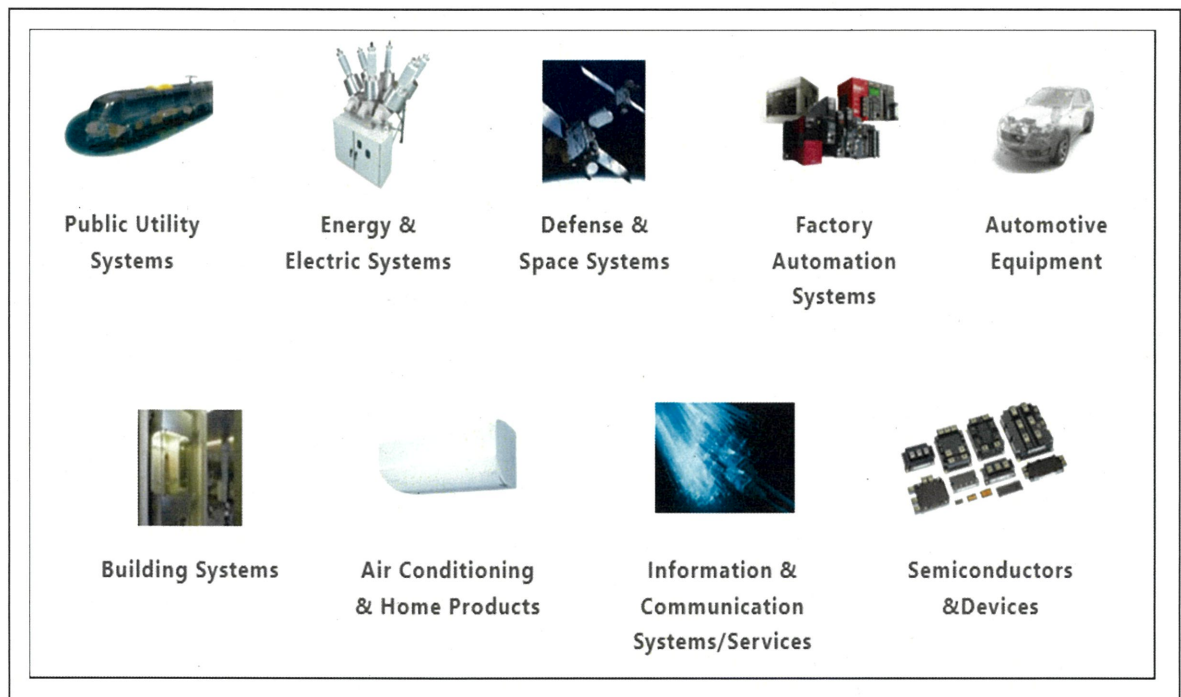 Public Utility
Systems
Energy &
Electric Systems
Defense &
Space Systems
Factory
Automation
Systems
Automotive
Equipment
Building Systems
Air Conditioning
& Home Products
Information &
Communication
Systems/Services
Semiconductors
&Devices